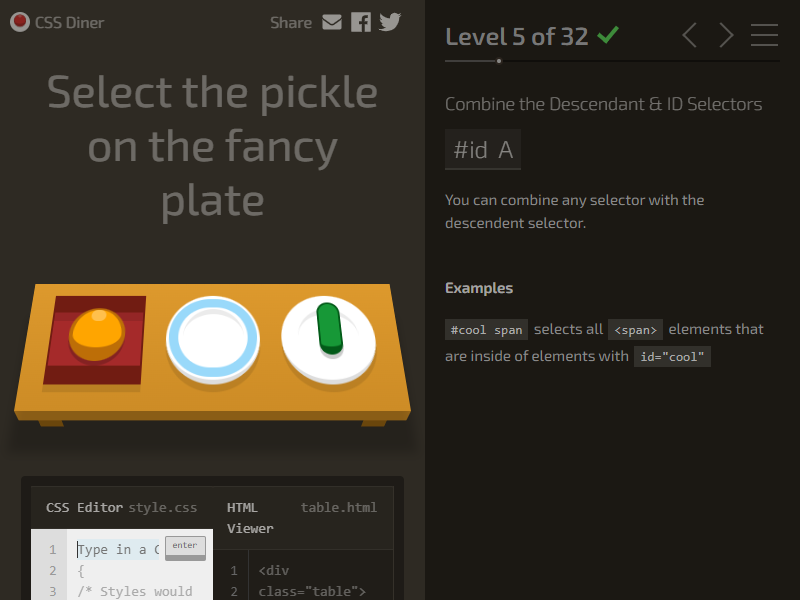 CSS Diner
Share
Select the pickle
on the fancy
plate
CSS Editor style.css
HTML
Viewer
table.html
1
2
3
Type in a C
enter
{
/* Styles would
1
2
<div
class="table">
Level 5 of 32
Combine the Descendant & ID Selectors
#id A
You can combine any selector with the
descendent selector.
Examples
#cool span selects all <span> elements that
are inside of elements with id="cool"